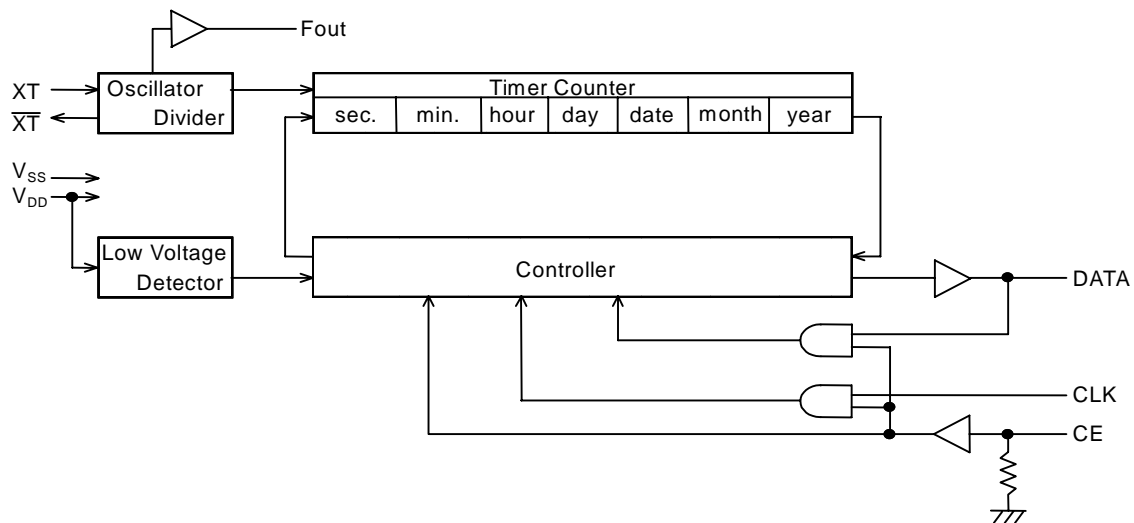 Fout
XT
Oscillator
Divider
X̅T̅
Timer Counter
sec. min. hour day date month year
VSS
VDD
Low Voltage
Detector
Controller
DATA
CLK
CE